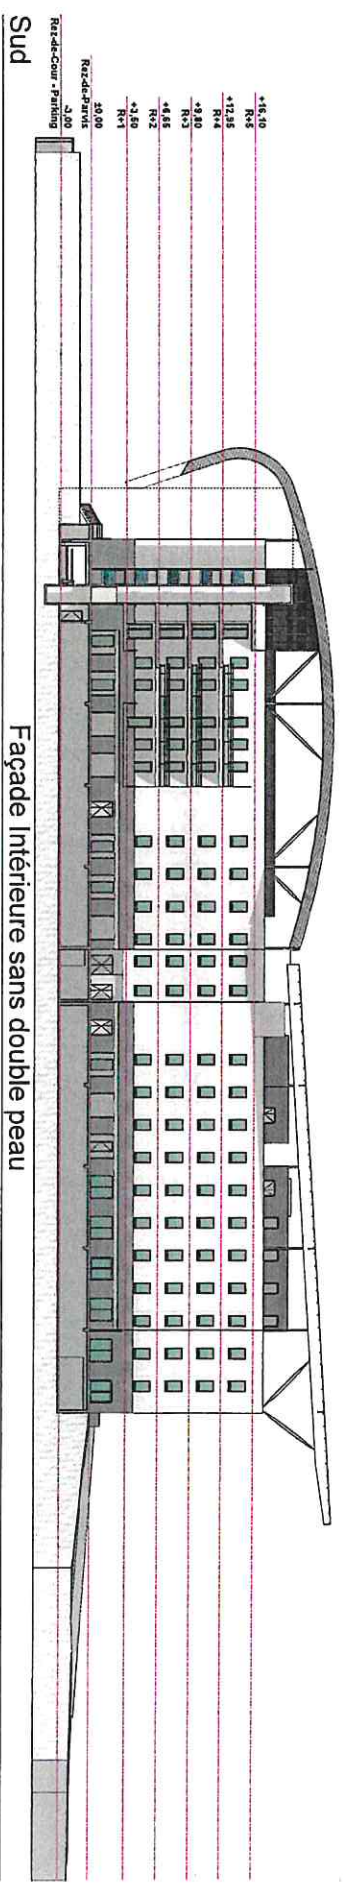 +16,10
R+5
+12,95
R+4
+9,80
R+3
+6,65
R+2
+3,50
R+1
±0,00
Rez-de-Parvis
-3,00
Rez-de-Cour - Parking
Sud
Façade Intérieure sans double peau